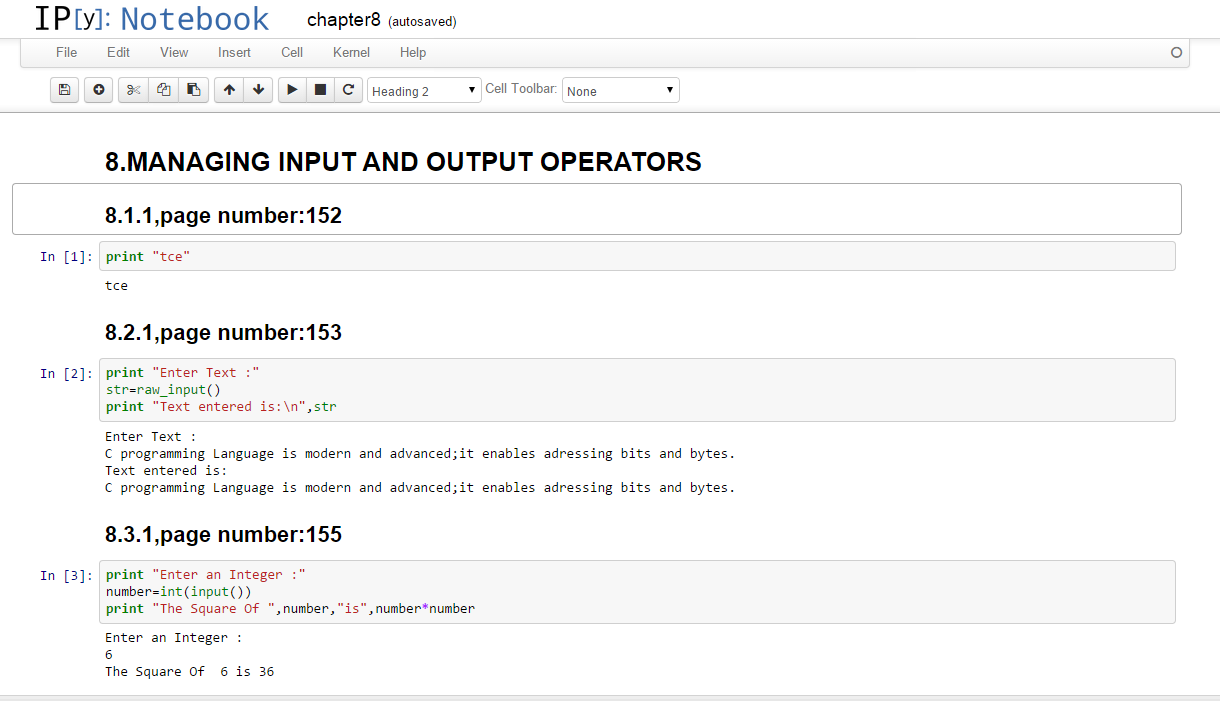 IP[y]: Notebook chapter8 (autosaved)
File Edit View Insert Cell Kernel Help
Heading 2 Cell Toolbar: None
8.MANAGING INPUT AND OUTPUT OPERATORS
8.1.1,page number:152
In [1]: print "tce"
tce
8.2.1,page number:153
In [2]: print "Enter Text :"
str=raw_input()
print "Text entered is:\n",str
Enter Text :
C programming Language is modern and advanced;it enables adressing bits and bytes.
Text entered is:
C programming Language is modern and advanced;it enables adressing bits and bytes.
8.3.1,page number:155
In [3]: print "Enter an Integer :"
number=int(input())
print "The Square Of ",number,"is",number*number
Enter an Integer :
6
The Square Of  6 is 36